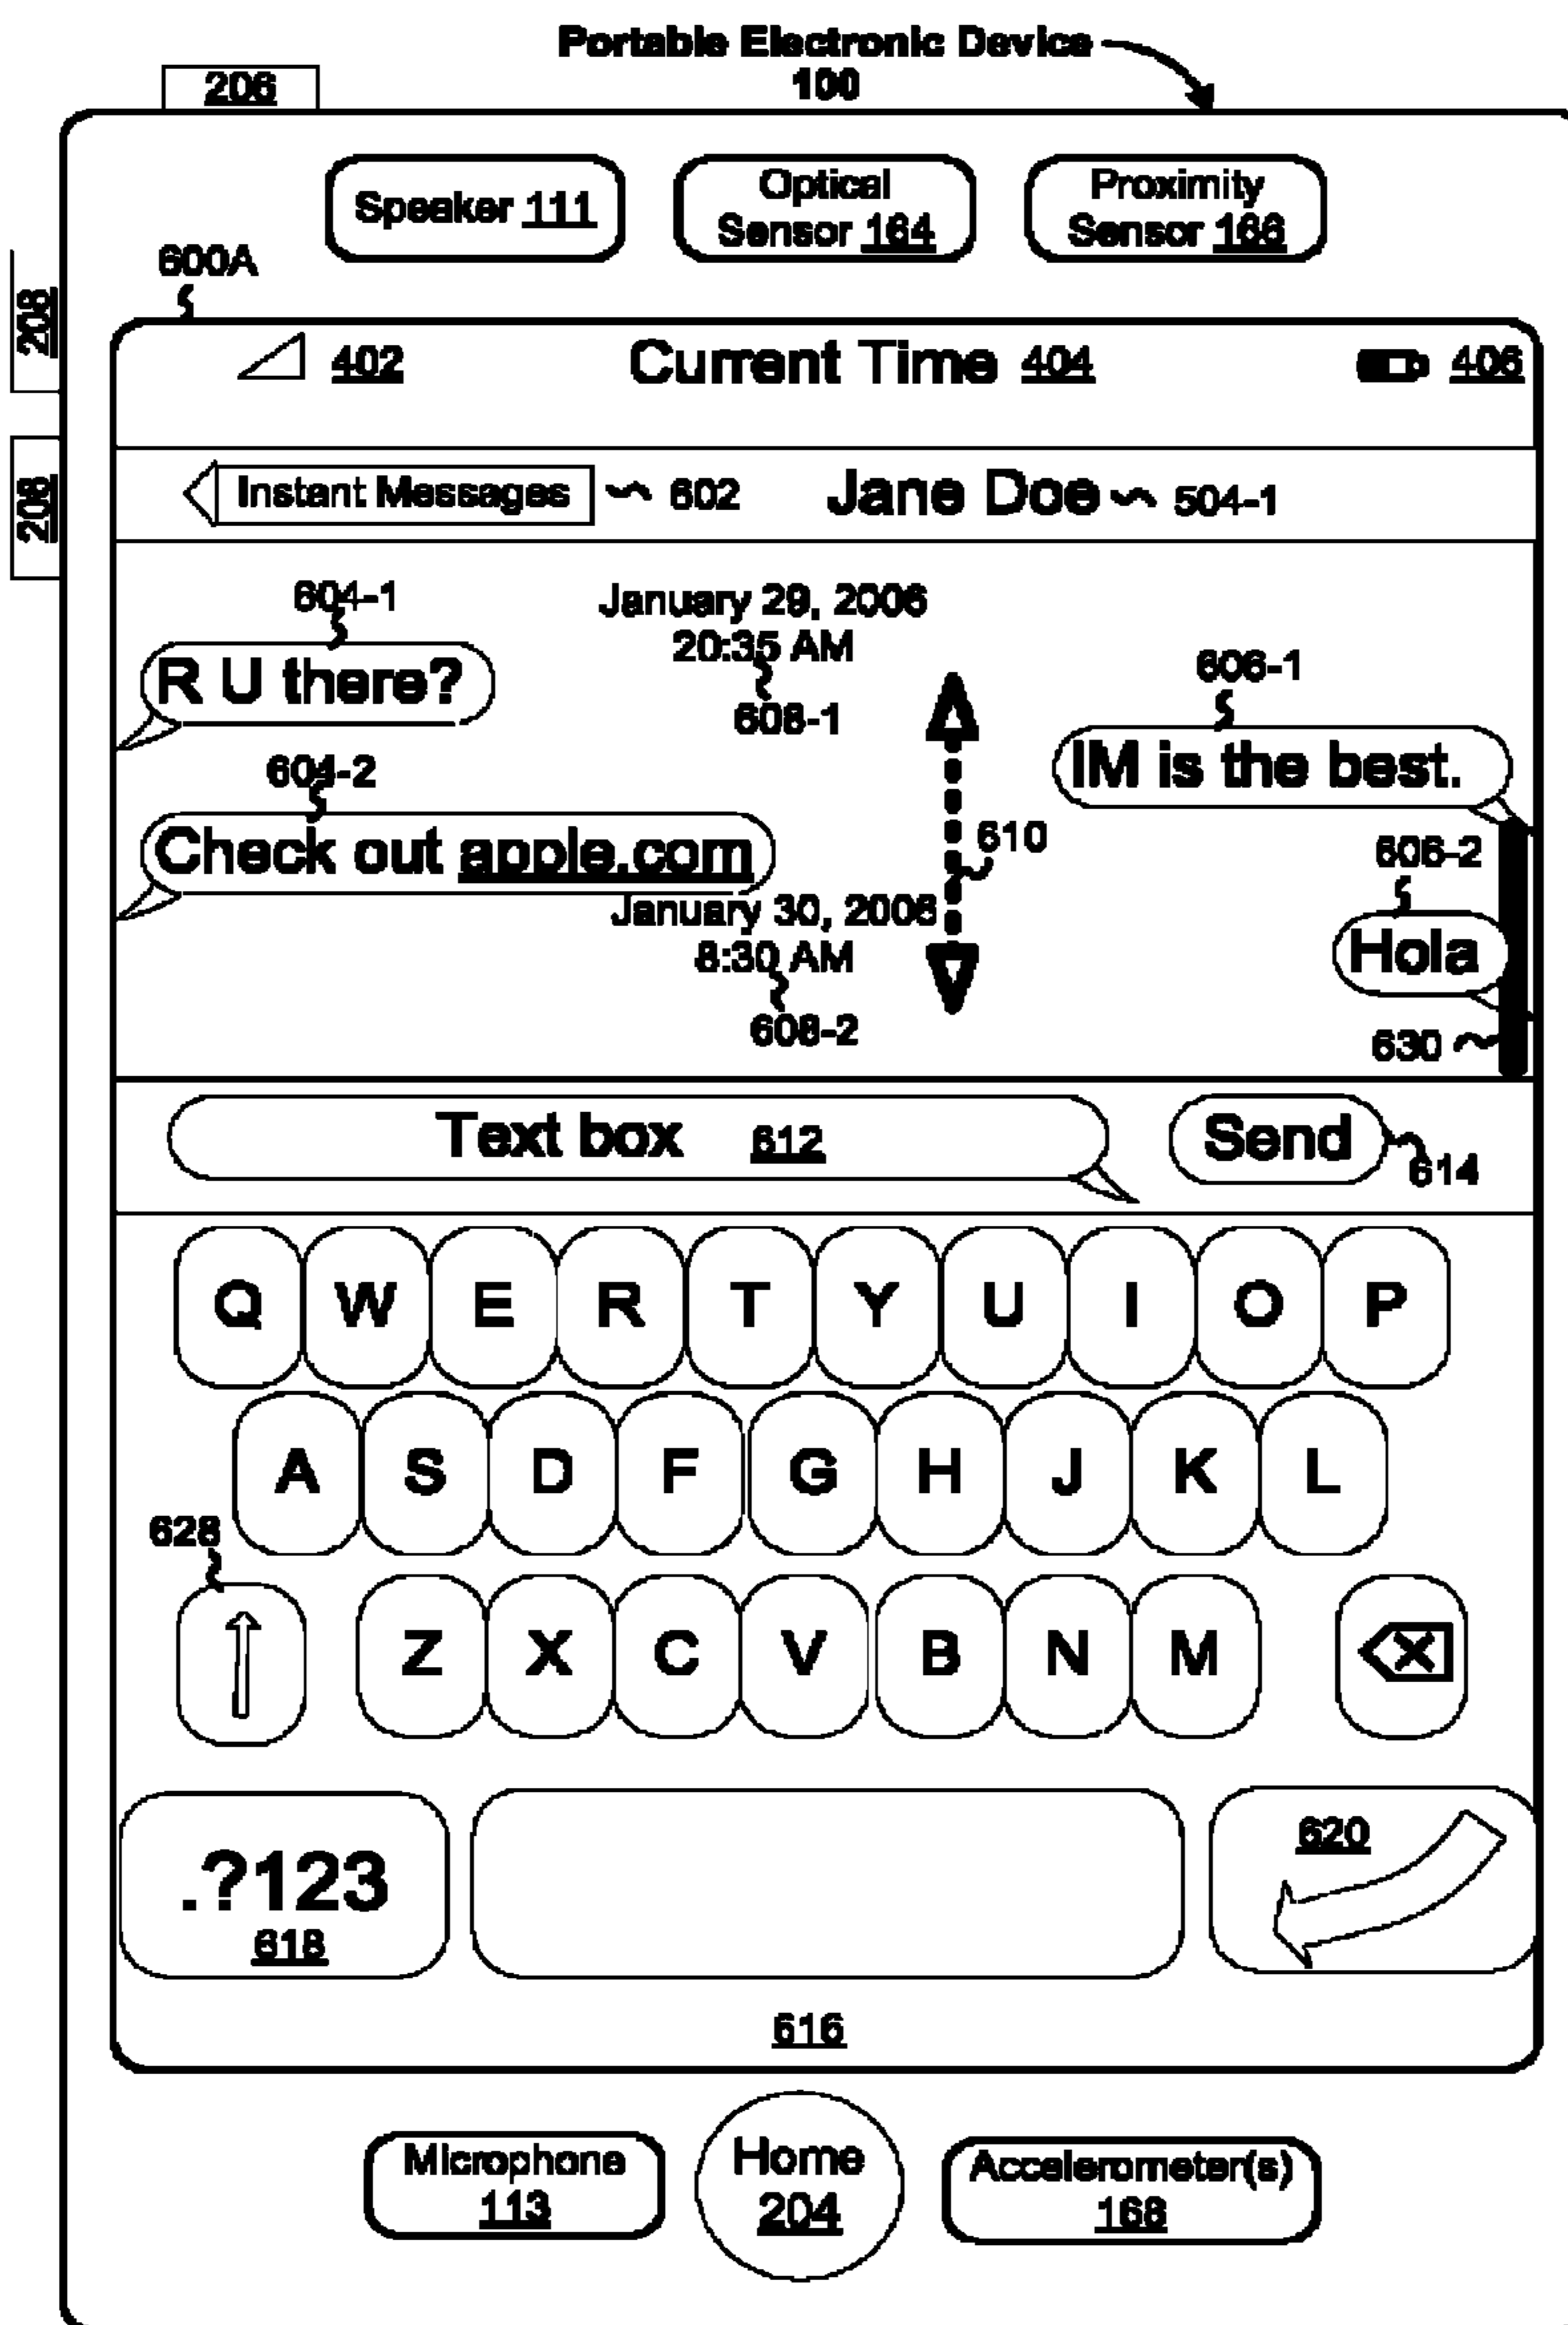 Portable Electronic Device
100
206
Speaker 111
Optical
Sensor 164
Proximity
Sensor 166
600A
208
402
Current Time 404
406
208
Instant Messages
602
Jane Doe
504-1
604-1
January 29, 2006
20:35 AM
R U there?
608-1
606-1
IM is the best.
604-2
Check out apple.com
610
606-2
January 30, 2006
8:30 AM
Hola
608-2
630
Text box 612
Send
614
Q W E R T Y U I O P
A S D F G H J K L
628
Z X C V B N M
.?123
618
620
616
Microphone
113
Home
204
Accelerometer(s)
168